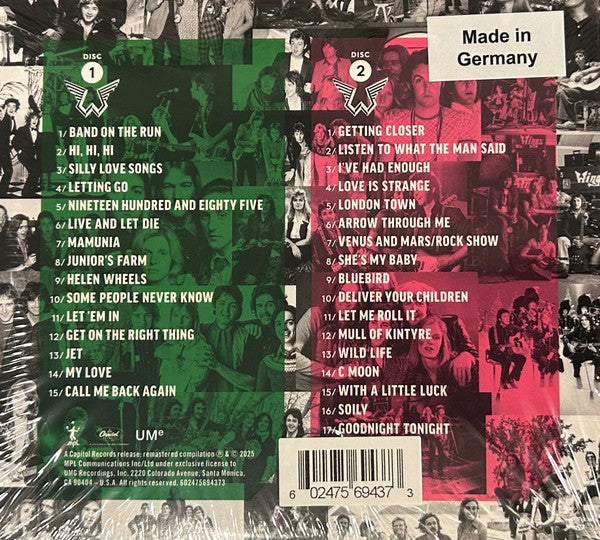 Made in
Germany
DISC
1
1/ BAND ON THE RUN
2/ HI, HI, HI
3/ SILLY LOVE SONGS
4/ LETTING GO
5/ NINETEEN HUNDRED AND EIGHTY FIVE
6/ LIVE AND LET DIE
7/ MAMUNIA
8/ JUNIOR'S FARM
9/ HELEN WHEELS
10/ SOME PEOPLE NEVER KNOW
11/ LET 'EM IN
12/ GET ON THE RIGHT THING
13/ JET
14/ MY LOVE
15/ CALL ME BACK AGAIN
DISC
2
1/ GETTING CLOSER
2/ LISTEN TO WHAT THE MAN SAID
3/ I'VE HAD ENOUGH
4/ LOVE IS STRANGE
5/ LONDON TOWN
6/ ARROW THROUGH ME
7/ VENUS AND MARS/ROCK SHOW
8/ SHE'S MY BABY
9/ BLUEBIRD
10/ DELIVER YOUR CHILDREN
11/ LET ME ROLL IT
12/ MULL OF KINTYRE
13/ WILD LIFE
14/ C MOON
15/ WITH A LITTLE LUCK
16/ SOILY
17/ GOODNIGHT TONIGHT
Wings
MPL
Capitol
UMe
A Capitol Records release; remastered compilation ℗ & © 2025
MPL Communications Inc/Ltd under exclusive license to
UMG Recordings, Inc. 2220 Colorado Avenue, Santa Monica,
CA 90404 – U.S.A. All rights reserved. 602475694373
6 02475 69437 3